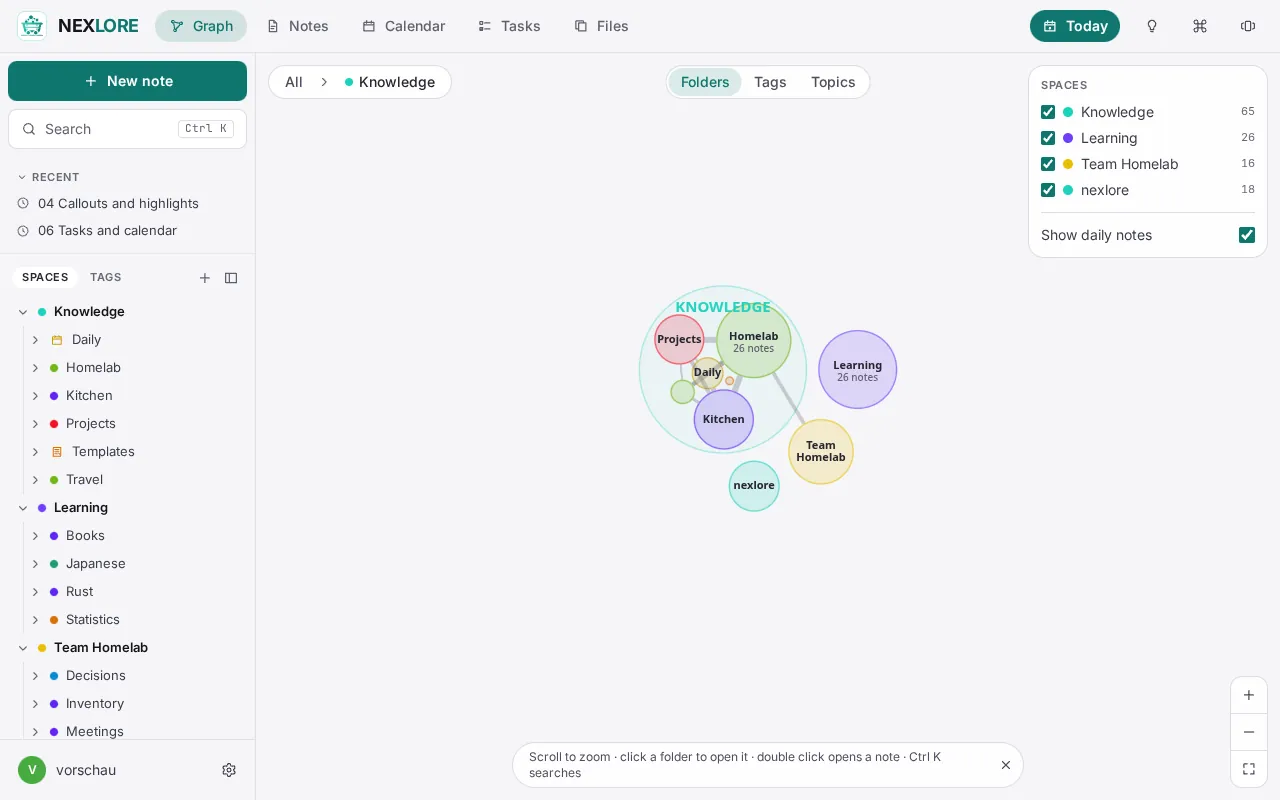 NEXLORE
Graph
Notes
Calendar
Tasks
Files
Today
New note
Search
Ctrl K
RECENT
04 Callouts and highlights
06 Tasks and calendar
SPACES
TAGS
Knowledge
Daily
Homelab
Kitchen
Projects
Templates
Travel
Learning
Books
Japanese
Rust
Statistics
Team Homelab
Decisions
Inventory
Meetings
V
vorschau
All
Knowledge
Folders
Tags
Topics
SPACES
Knowledge 65
Learning 26
Team Homelab 16
nexlore 18
Show daily notes
KNOWLEDGE
Projects
Homelab
26 notes
Daily
Kitchen
Learning
26 notes
Team
Homelab
nexlore
Scroll to zoom · click a folder to open it · double click opens a note · Ctrl K
searches